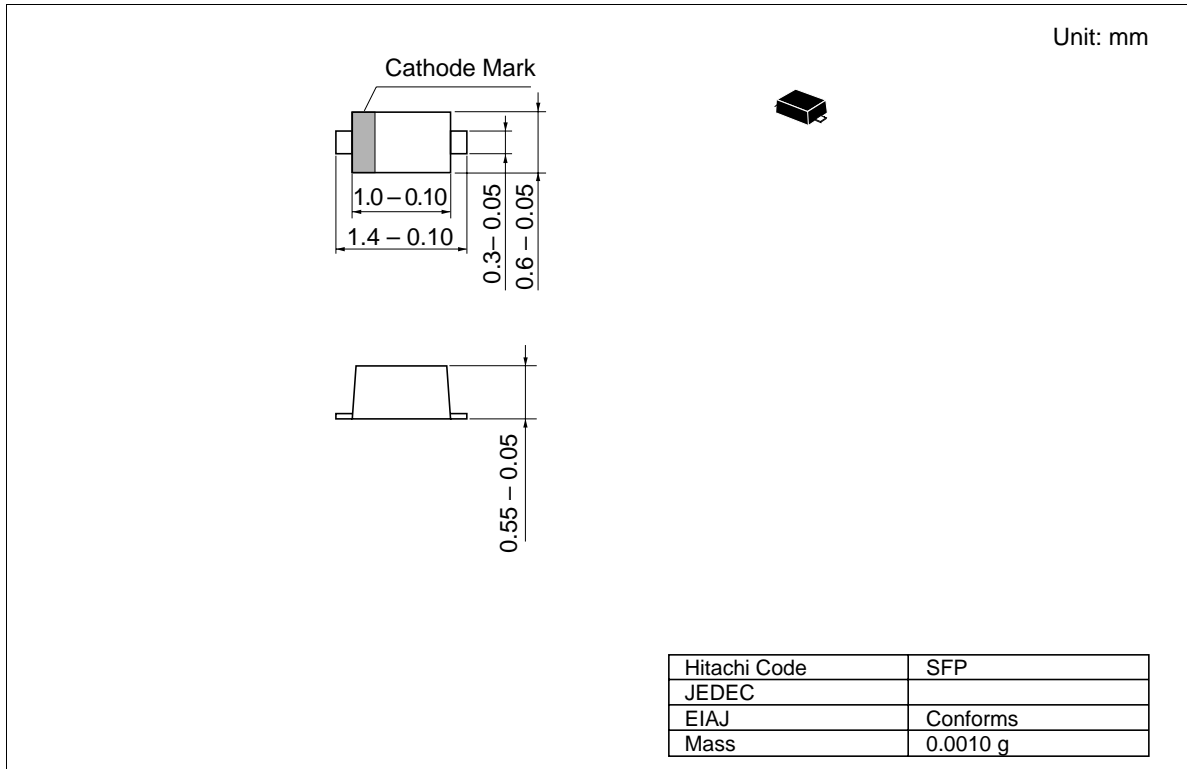 Unit: mm
Cathode Mark
1.0 – 0.10
1.4 – 0.10
0.3 – 0.05
0.6 – 0.05
0.55 – 0.05
Hitachi Code SFP
JEDEC
EIAJ Conforms
Mass 0.0010 g